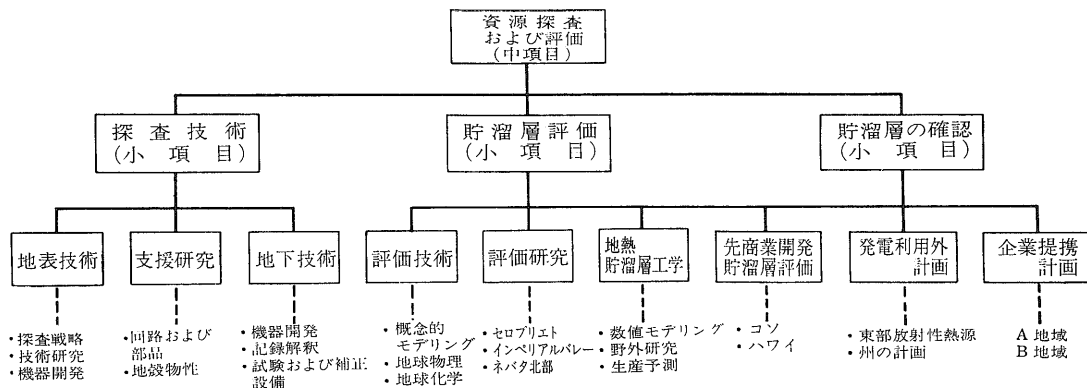 資源探査
および評価
(中項目)
探査技術
(小項目)
貯溜層評価
(小項目)
貯溜層の確認
(小項目)
地表技術
支援研究
地下技術
評価技術
評価研究
地熱
貯溜層工学
先商業開発
貯溜層評価
発電利用外
計画
企業提携
計画
・探査戦略
・技術研究
・機器開発
・回路および
部品
・地殻物性
・機器開発
・記録解釈
・試験および補正
設備
・概念的
モデリング
・地球物理
・地球化学
・セロプリエト
・インペリアルバレー
・ネバタ北部
・数値モデリング
・野外研究
・生産予測
・コソ
・ハワイ
・東部放射性熱源
・州の計画
A 地域
B 地域